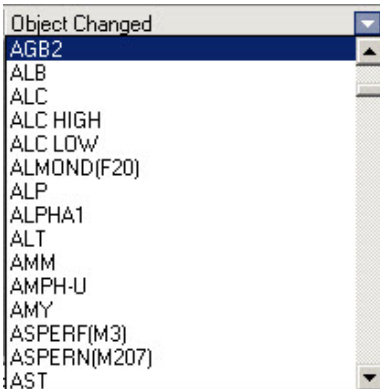 Object Changed
AGB2
ALB
ALC
ALC HIGH
ALC LOW
ALMOND(F20)
ALP
ALPHA1
ALT
AMM
AMPH-U
AMY
ASPERF(M3)
ASPERN(M207)
AST